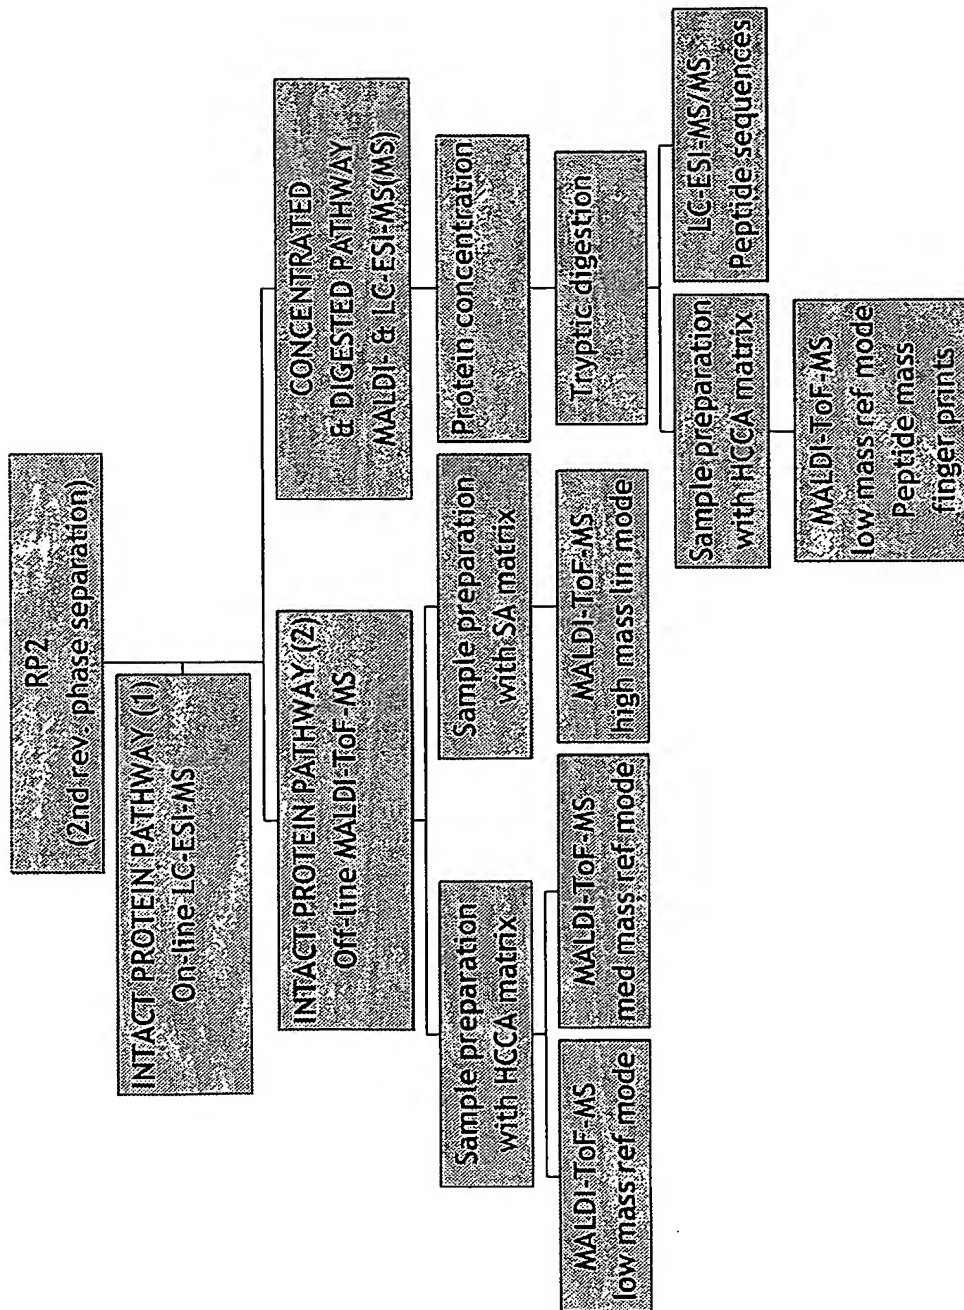 RP2
(2nd rev. phase separation)
INTACT PROTEIN PATHWAY (1)
On-line LC-ESI-MS
INTACT PROTEIN PATHWAY (2)
Off-line MALDI-ToF-MS
Sample preparation
with HCCA matrix
MALDI-ToF-MS
low mass ref mode
MALDI-ToF-MS
med mass ref mode
Sample preparation
with SA matrix
MALDI-ToF-MS
high mass lin mode
CONCENTRATED
& DIGESTED PATHWAY
MALDI- & LC-ESI-MS(MS)
Protein concentration
Tryptic digestion
Sample preparation
with HCCA matrix
MALDI-ToF-MS
low mass ref mode
Peptide mass
finger prints
LC-ESI-MS/MS
Peptide sequences